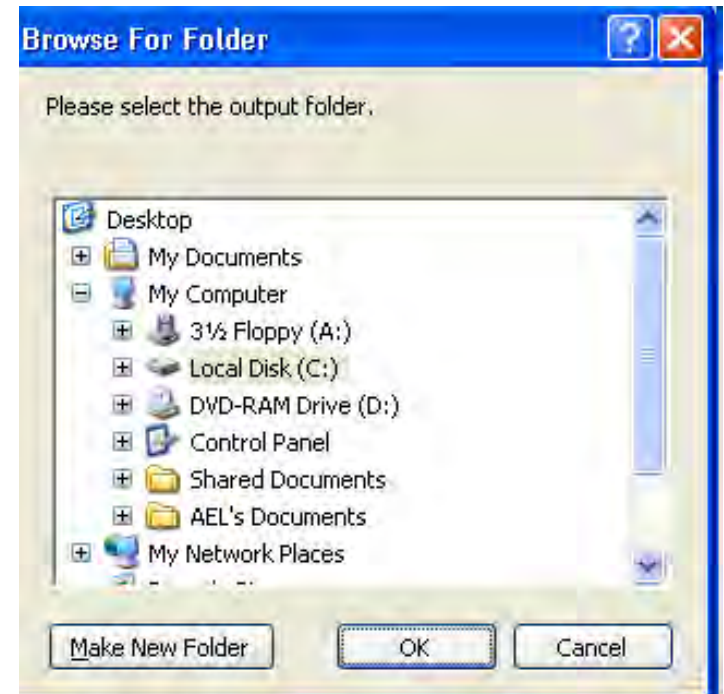 Browse For Folder
Please select the output folder.
Desktop
My Documents
My Computer
3½ Floppy (A:)
Local Disk (C:)
DVD-RAM Drive (D:)
Control Panel
Shared Documents
AEL's Documents
My Network Places
Make New Folder OK Cancel